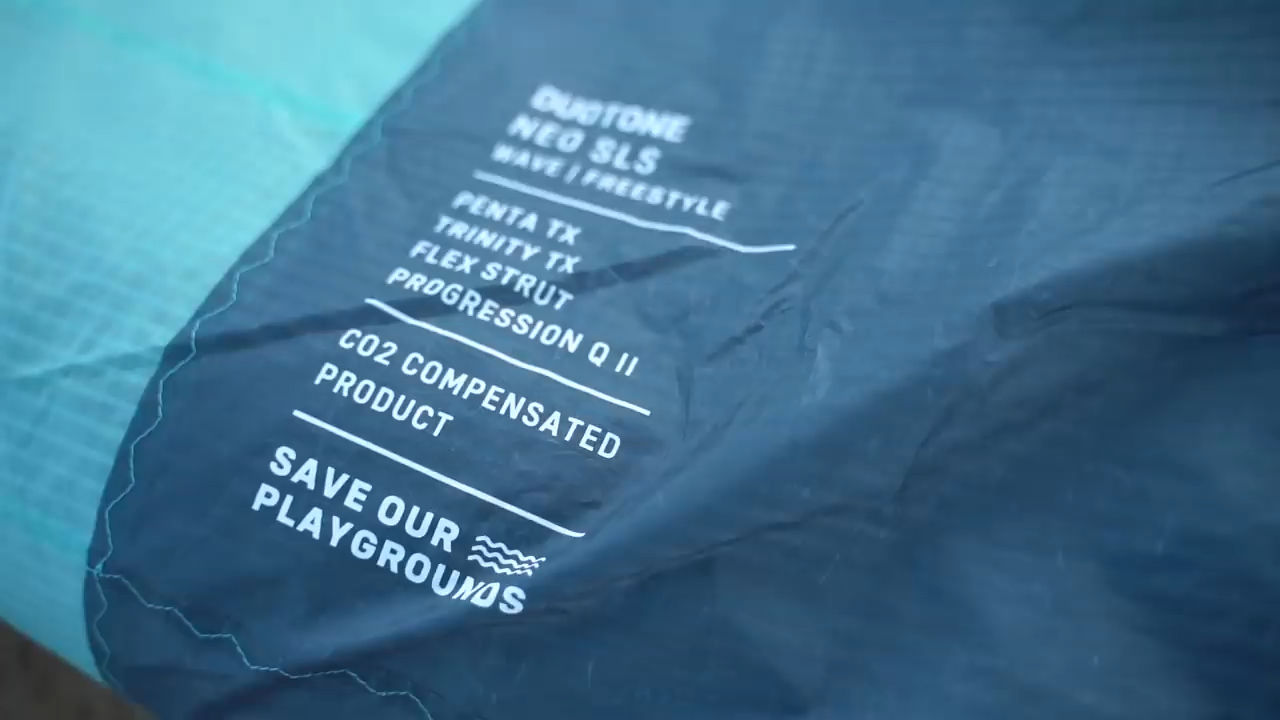 DUOTONE
NEO SLS
WAVE | FREESTYLE
PENTA TX
TRINITY TX
FLEX STRUT
PROGRESSION Q II
CO2 COMPENSATED
PRODUCT
SAVE OUR
PLAYGROUNDS